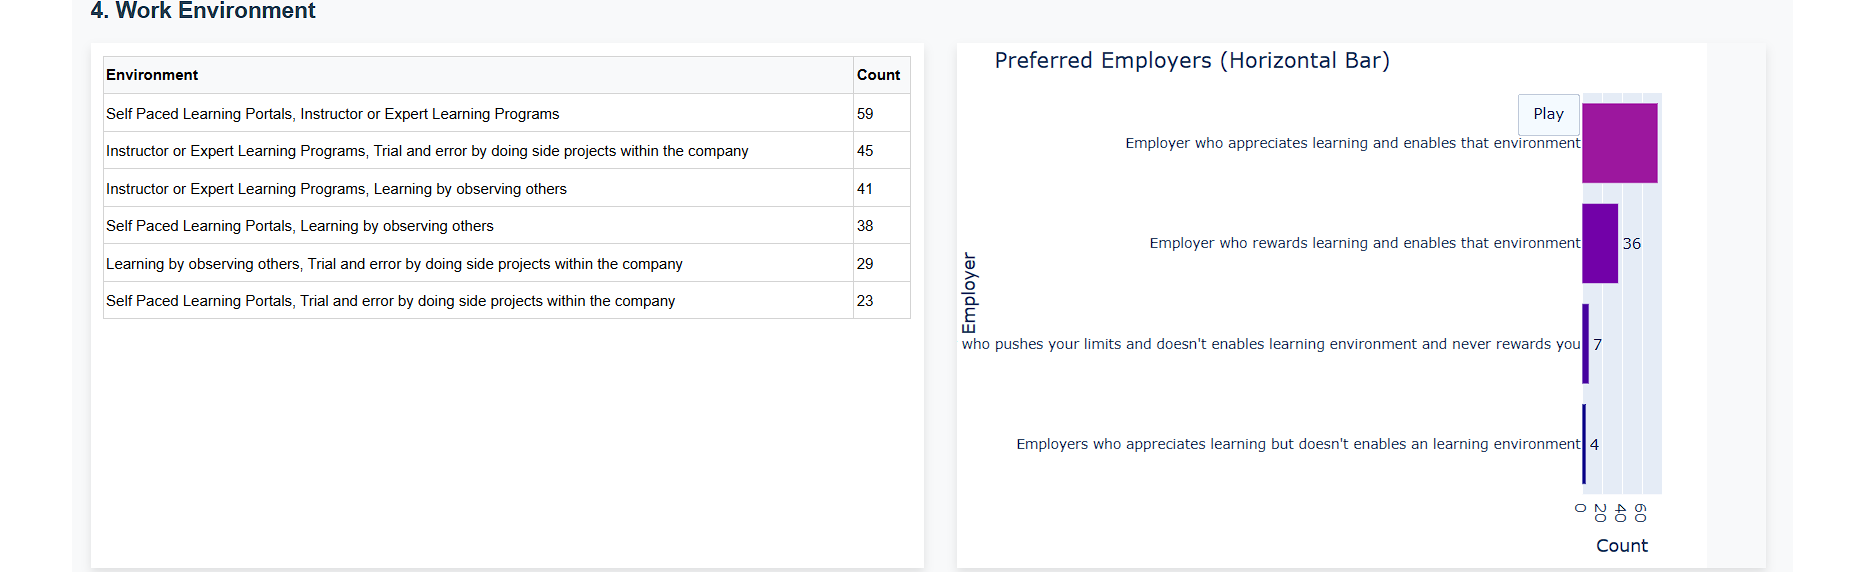 4. Work Environment
Environment Count
Self Paced Learning Portals, Instructor or Expert Learning Programs 59
Instructor or Expert Learning Programs, Trial and error by doing side projects within the company 45
Instructor or Expert Learning Programs, Learning by observing others 41
Self Paced Learning Portals, Learning by observing others 38
Learning by observing others, Trial and error by doing side projects within the company 29
Self Paced Learning Portals, Trial and error by doing side projects within the company 23
Preferred Employers (Horizontal Bar)
Play
Employer who appreciates learning and enables that environment
Employer who rewards learning and enables that environment 36
Employer
who pushes your limits and doesn't enables learning environment and never rewards you 7
Employers who appreciates learning but doesn't enables an learning environment 4
0 20 40 60
Count